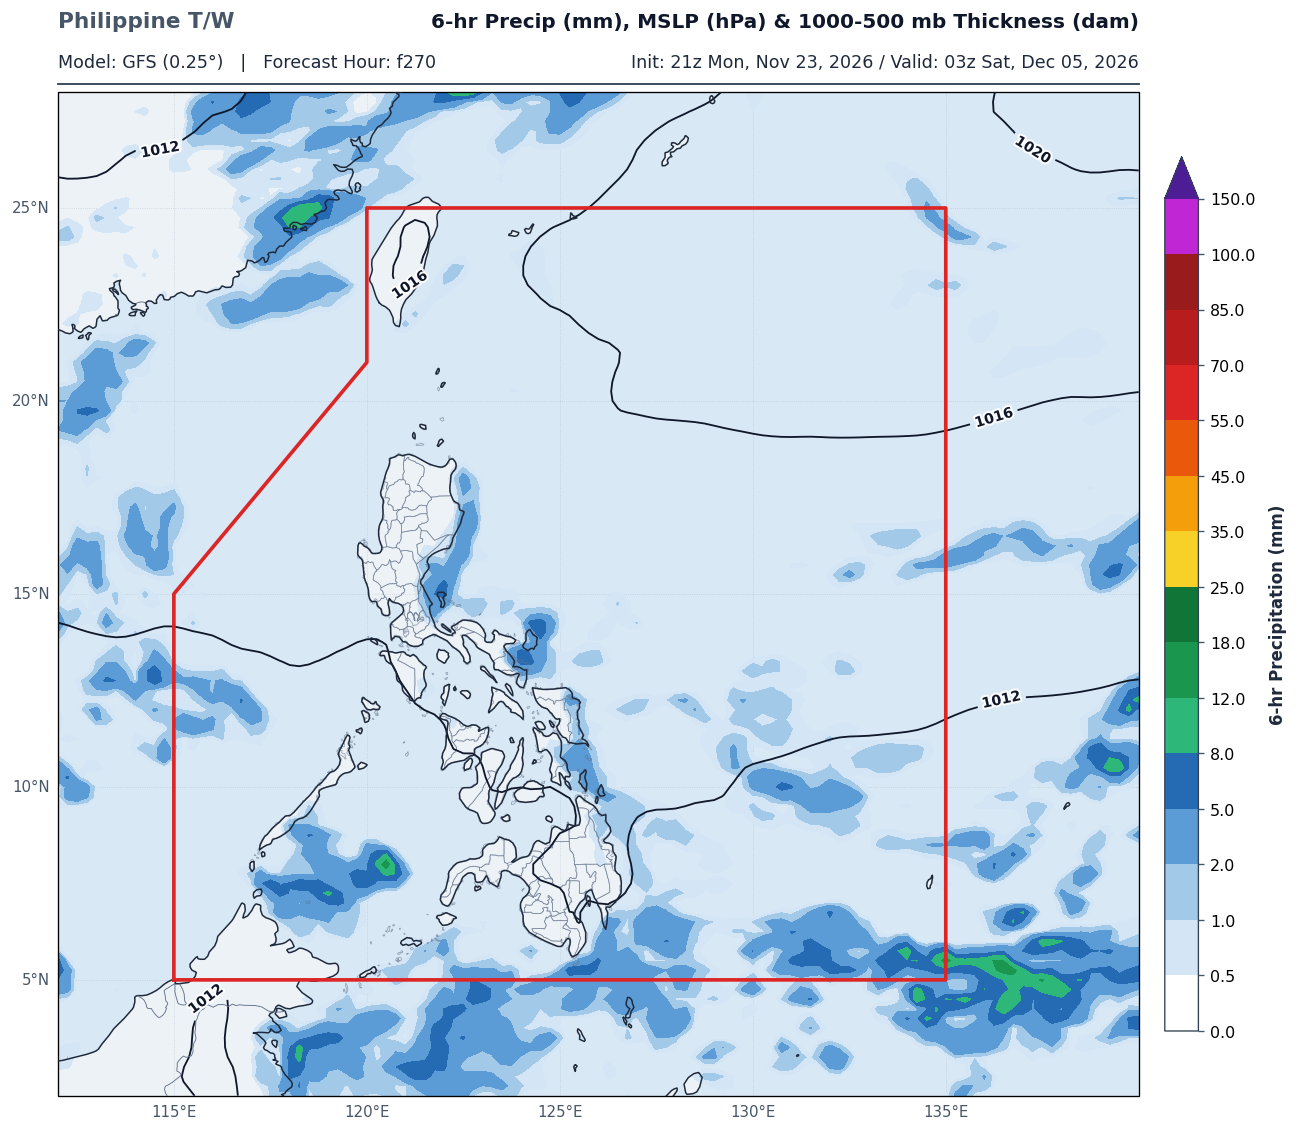 Philippine T/W
6-hr Precip (mm), MSLP (hPa) & 1000-500 mb Thickness (dam)
Model: GFS (0.25°) | Forecast Hour: f270
Init: 21z Mon, Nov 23, 2026 / Valid: 03z Sat, Dec 05, 2026
1012
1020
1016
1016
1012
1012
25°N
20°N
15°N
10°N
5°N
115°E
120°E
125°E
130°E
135°E
150.0
100.0
85.0
70.0
55.0
45.0
35.0
25.0
18.0
12.0
8.0
5.0
2.0
1.0
0.5
0.0
6-hr Precipitation (mm)